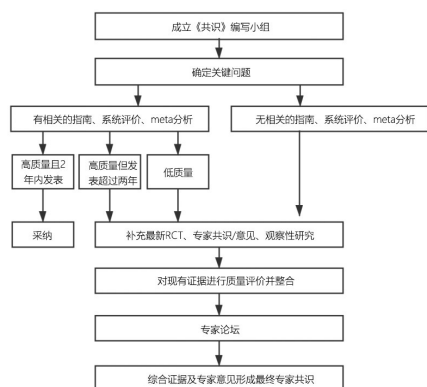 成立《共识》编写小组
确定关键问题
有相关的指南、系统评价、meta分析
无相关的指南、系统评价、meta分析
高质量且2
年内发表
高质量但发
表超过两年
低质量
采纳
补充最新RCT、专家共识/意见、观察性研究
对现有证据进行质量评价并整合
专家论坛
综合证据及专家意见形成最终专家共识